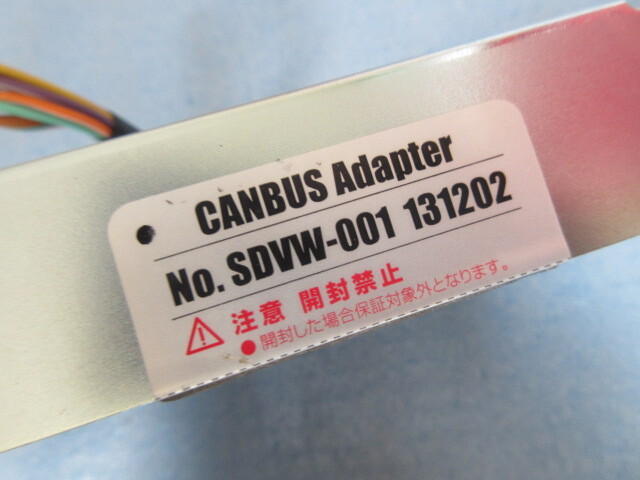 CANBUS Adapter
No. SDVW-001 131202
注意 開封禁止
●開封した場合保証対象外となります。